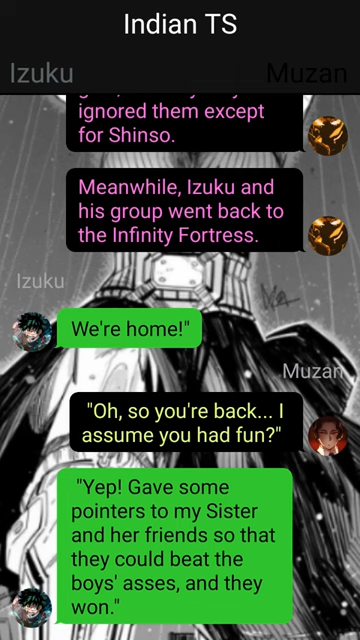 Indian TS
Izuku
Muzan
ignored them except
for Shinso.
Meanwhile, Izuku and
his group went back to
the Infinity Fortress.
Izuku
We're home!"
Muzan
"Oh, so you're back... I
assume you had fun?"
"Yep! Gave some
pointers to my Sister
and her friends so that
they could beat the
boys' asses, and they
won."